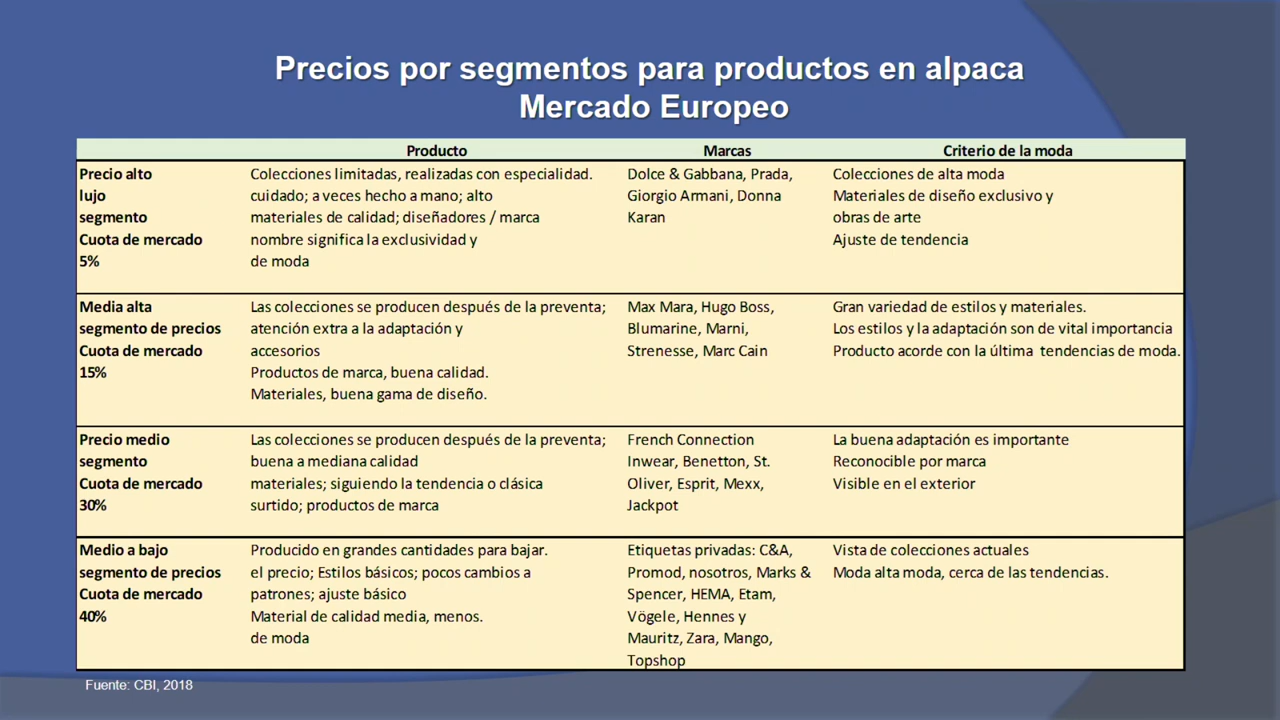 Precios por segmentos para productos en alpaca
Mercado Europeo
Producto
Marcas
Criterio de la moda
Precio alto
lujo
segmento
Cuota de mercado
5%
Colecciones limitadas, realizadas con especialidad.
cuidado; a veces hecho a mano; alto
materiales de calidad; diseñadores / marca
nombre significa la exclusividad y
de moda
Dolce & Gabbana, Prada,
Giorgio Armani, Donna
Karan
Colecciones de alta moda
Materiales de diseño exclusivo y
obras de arte
Ajuste de tendencia
Media alta
segmento de precios
Cuota de mercado
15%
Las colecciones se producen después de la preventa;
atención extra a la adaptación y
accesorios
Productos de marca, buena calidad.
Materiales, buena gama de diseño.
Max Mara, Hugo Boss,
Blumarine, Marni,
Strenesse, Marc Cain
Gran variedad de estilos y materiales.
Los estilos y la adaptación son de vital importancia
Producto acorde con la última tendencias de moda.
Precio medio
segmento
Cuota de mercado
30%
Las colecciones se producen después de la preventa;
buena a mediana calidad
materiales; siguiendo la tendencia o clásica
surtido; productos de marca
French Connection
Inwear, Benetton, St.
Oliver, Esprit, Mexx,
Jackpot
La buena adaptación es importante
Reconocible por marca
Visible en el exterior
Medio a bajo
segmento de precios
Cuota de mercado
40%
Producido en grandes cantidades para bajar.
el precio; Estilos básicos; pocos cambios a
patrones; ajuste básico
Material de calidad media, menos.
de moda
Etiquetas privadas: C&A,
Promod, nosotros, Marks &
Spencer, HEMA, Etam,
Vögele, Hennes y
Mauritz, Zara, Mango,
Topshop
Vista de colecciones actuales
Moda alta moda, cerca de las tendencias.
Fuente: CBI, 2018